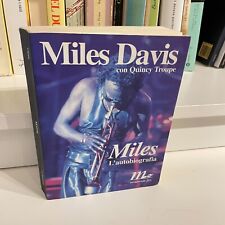 Miles Davis
con Quincy Troupe
Miles
L'autobiografia